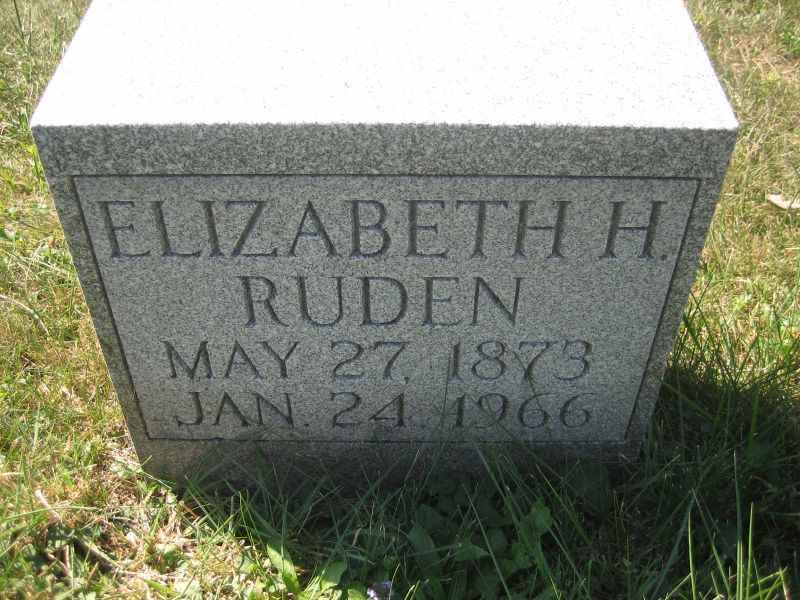 ELIZABETH H.
RUDEN
MAY 27, 1873
JAN. 24, 1966